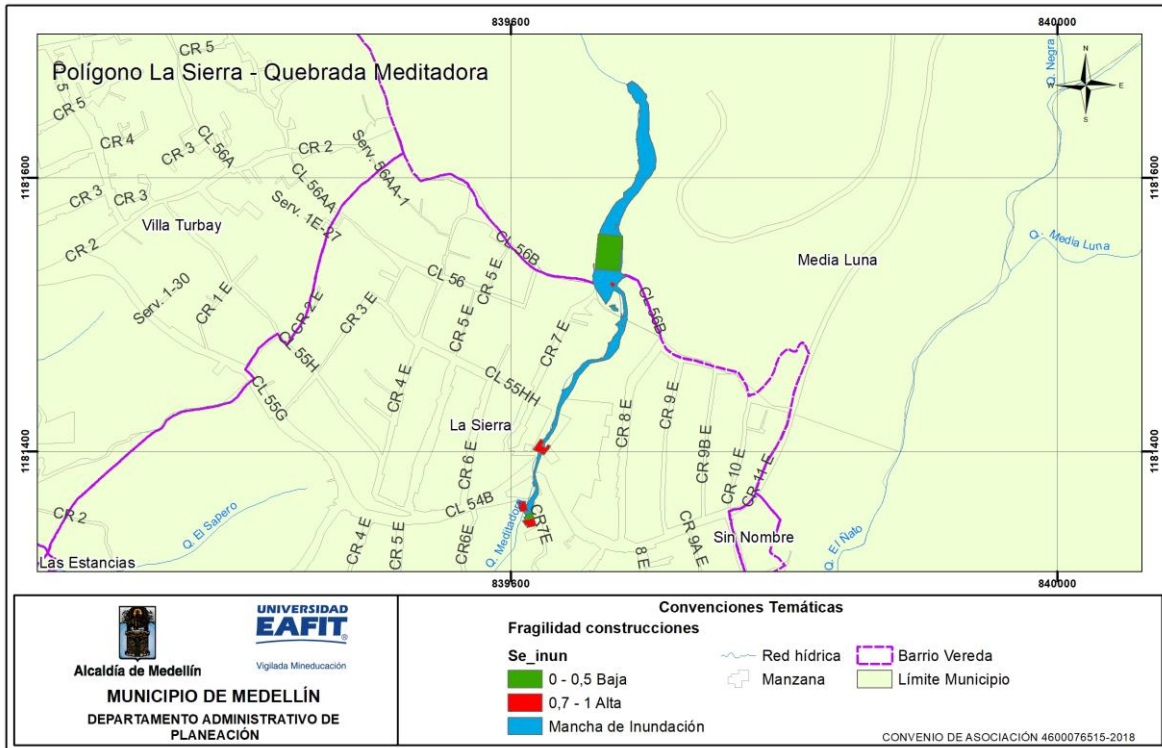 839600
840000
Polígono La Sierra - Quebrada Meditadora
CR 5
CR 5
CR 4
CR 3
CL 56A
CR 2
Serv. 56AA-1
CL 56AA
Serv. 1E-27
CR 3
CR 3
CR 2
Villa Turbay
Serv. 1-30
CR 1 E
CR 2 E
CR 3 E
CL 55H
CL 55G
CL 56
CR 5 E
CL 56B
CL 56B
CR 5 E
CR 4 E
CL 55HH
CR 7 E
La Sierra
CR 6 E
CR 8 E
CR 9 E
CR 9B E
CR 10 E
CR 11 E
Media Luna
Q. Media Luna
Q. Negra
N
W
E
S
1181600
1181600
1181400
1181400
CR 2
Q. El Sapero
Las Estancias
CR 4 E
CR 5 E
CL 54B
CR6E
Q. Meditadora
CR7E
8 E
CR 9A E
Sin Nombre
Q. El Ñato
839600
840000
Alcaldía de Medellín
UNIVERSIDAD
EAFIT
Vigilada Mineducación
MUNICIPIO DE MEDELLÍN
DEPARTAMENTO ADMINISTRATIVO DE
PLANEACIÓN
Convenciones Temáticas
Fragilidad construcciones
Se_inun
0 - 0,5 Baja
0,7 - 1 Alta
Mancha de Inundación
Red hídrica
Manzana
Barrio Vereda
Límite Municipio
CONVENIO DE ASOCIACIÓN 4600076515-2018